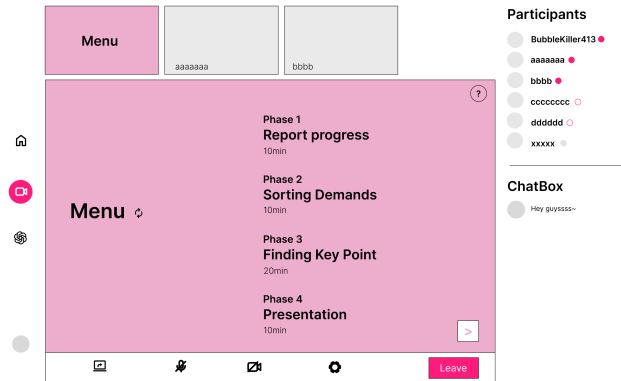 Menu
aaaaaaa
bbbb
?
Menu
Phase 1
Report progress
10min
Phase 2
Sorting Demands
10min
Phase 3
Finding Key Point
20min
Phase 4
Presentation
10min
>
Leave
Participants
BubbleKiller413
aaaaaaa
bbbb
cccccccc
dddddd
xxxxx
ChatBox
Hey guyssss~